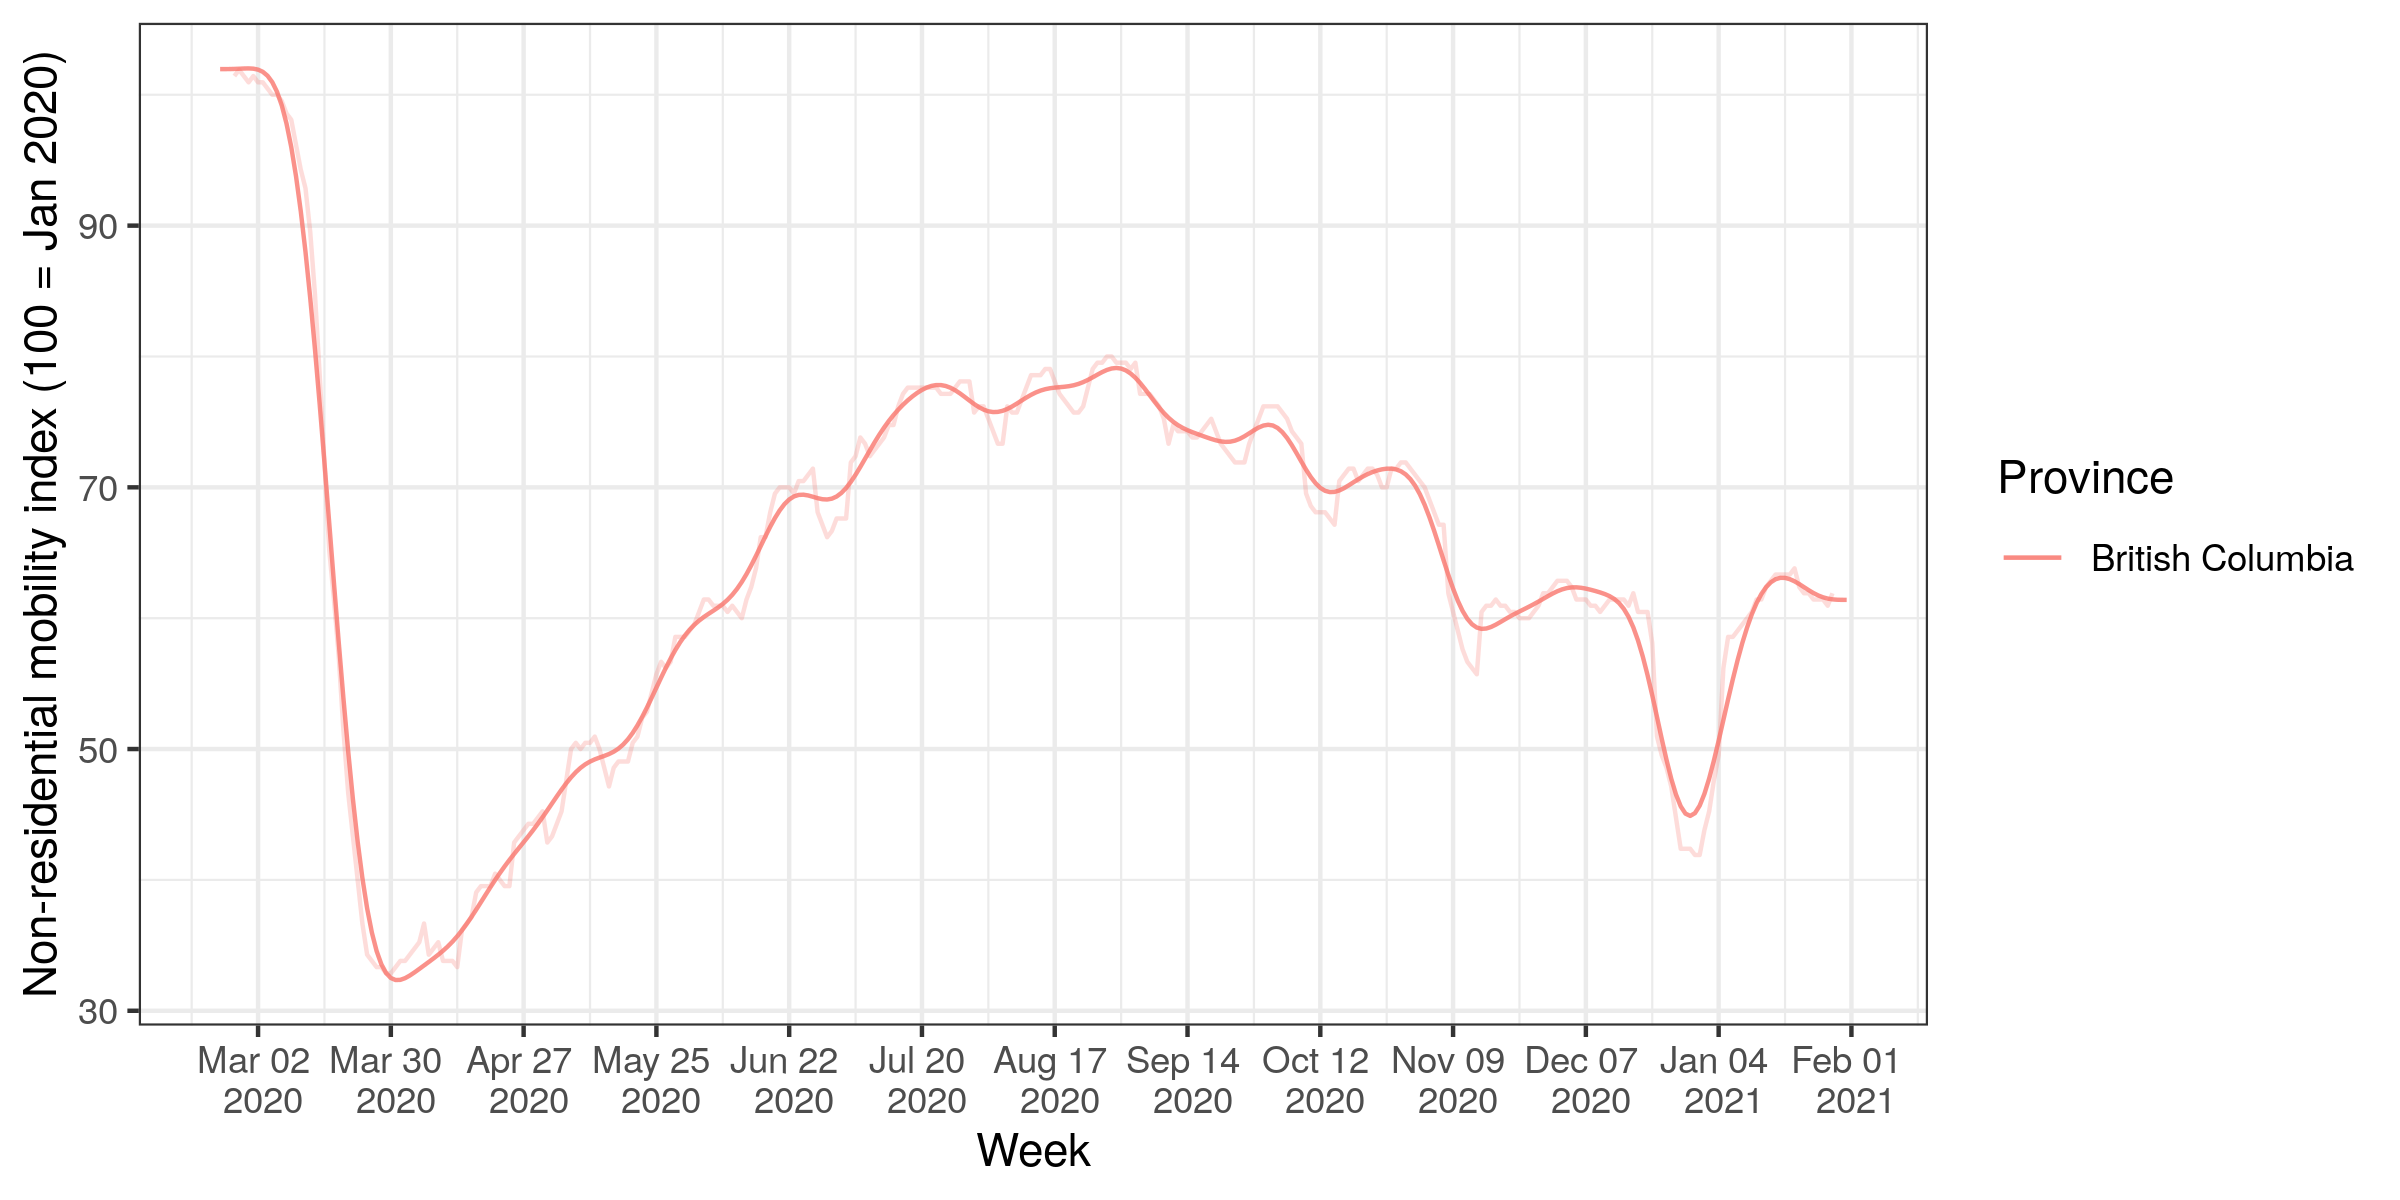 Non-residential mobility index (100 = Jan 2020)
90
70
50
30
Mar 02 Mar 30 Apr 27 May 25 Jun 22 Jul 20 Aug 17 Sep 14 Oct 12 Nov 09 Dec 07 Jan 04 Feb 01
2020 2020 2020 2020 2020 2020 2020 2020 2020 2020 2020 2021 2021
Week
Province
British Columbia